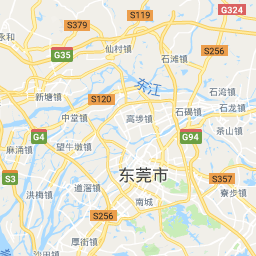 G324
S119
S379
永和
仙村镇
S256
G35
石滩镇
东江
新塘镇
S120
石湾镇
石龙镇
中堂镇
高埗镇
石碣镇
G4
G94
茶山镇
麻涌镇
望牛墩镇
S3
东莞市
S357
道滘镇
洪梅镇
寮步镇
南城
S256
厚街镇
沙田镇